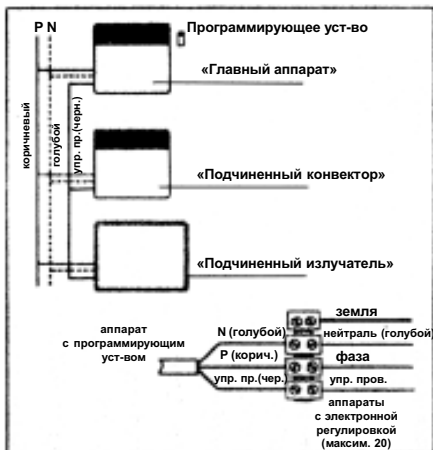 P N
Программирующее уст-во
«Главный аппарат»
коричневый
голубой
упр. пр.(черн.)
«Подчиненный конвектор»
«Подчиненный излучатель»
аппарат
с программирующим
уст-вом
N (голубой)
P (корич.)
упр. пр.(чер.)
земля
нейтраль (голубой)
фаза
упр. пров.
аппараты
с электронной
регулировкой
(максим. 20)